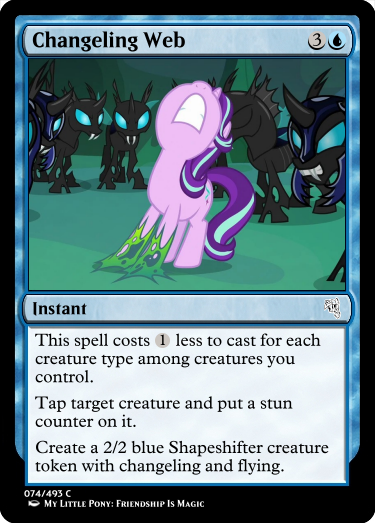 Changeling Web 3
Instant
This spell costs 1 less to cast for each
creature type among creatures you
control.
Tap target creature and put a stun
counter on it.
Create a 2/2 blue Shapeshifter creature
token with changeling and flying.
074/493 C
My Little Pony: Friendship Is Magic